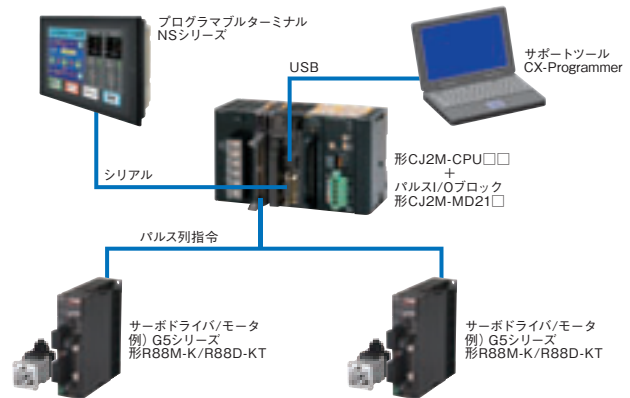 プログラマブルターミナル
NSシリーズ
USB
サポートツール
CX-Programmer
シリアル
形CJ2M-CPU□□
+
パルスI/Oブロック
形CJ2M-MD21□
パルス列指令
サーボドライバ/モータ
例) G5シリーズ
形R88M-K/R88D-KT
サーボドライバ/モータ
例) G5シリーズ
形R88M-K/R88D-KT